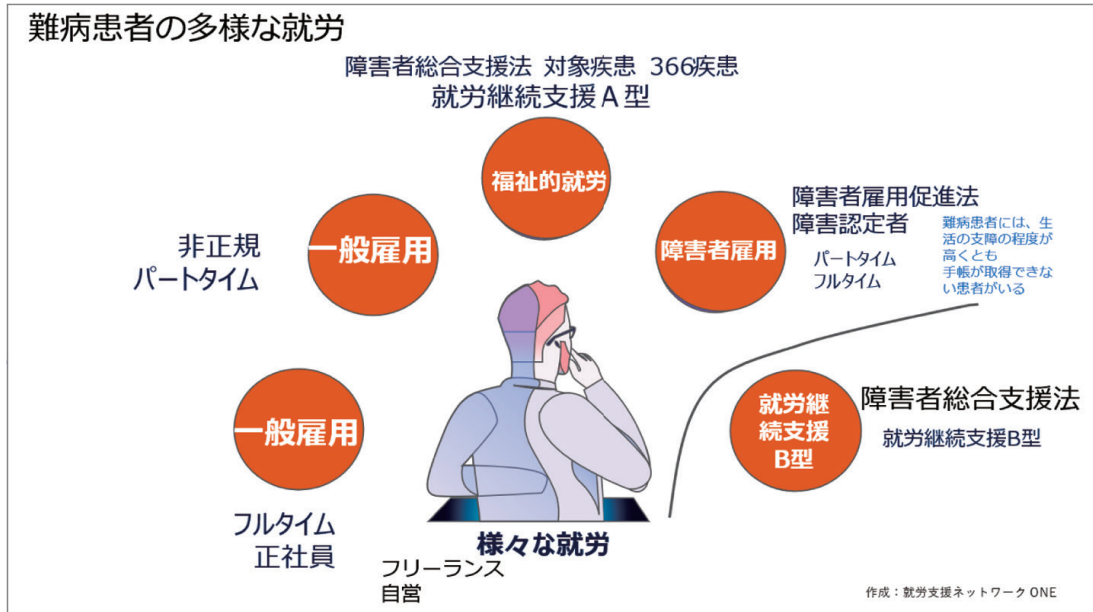 難病患者の多様な就労
障害者総合支援法 対象疾患 366疾患
就労継続支援A型
福祉的就労
非正規
パートタイム
一般雇用
障害者雇用
障害者雇用促進法
障害認定者
パートタイム
フルタイム
難病患者には、生
活の支障の程度が
高くとも
手帳が取得できな
い患者がいる
一般雇用
フルタイム
正社員
就労継
続支援
B型
障害者総合支援法
就労継続支援B型
様々な就労
フリーランス
自営
作成：就労支援ネットワークONE